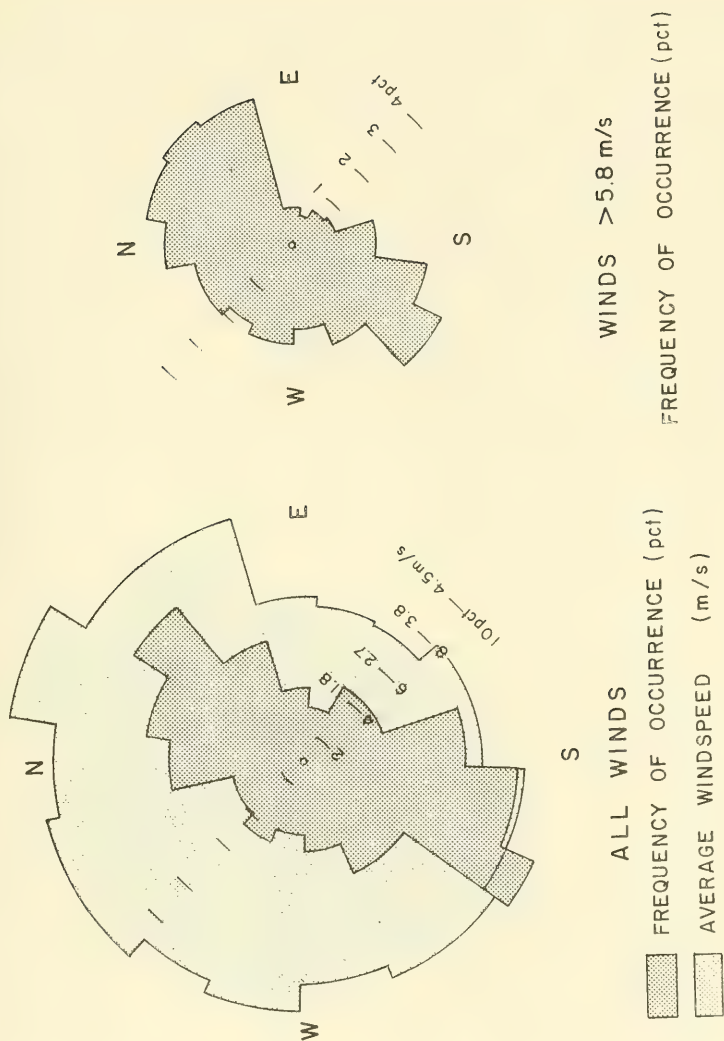 N
E
S
W
2
4
1.8
6
2.7
8
3.8
10pct — 4.5m/s
ALL WINDS
FREQUENCY OF OCCURRENCE (pct)
AVERAGE WINDSPEED (m/s)
N
E
S
W
2
3
4pct
WINDS >5.8 m/s
FREQUENCY OF OCCURRENCE (pct)